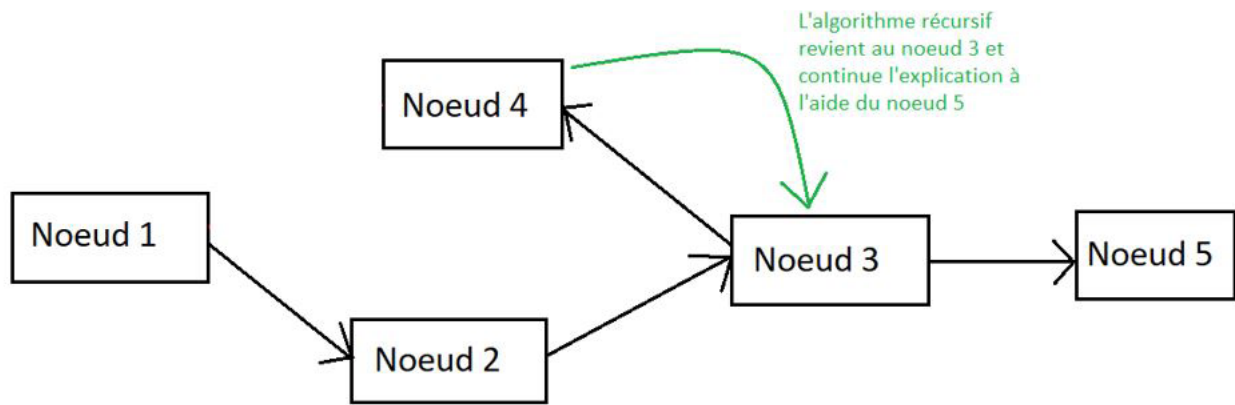 L'algorithme récursif
revient au noeud 3 et
continue l'explication à
l'aide du noeud 5
Noeud 4
Noeud 1
Noeud 3
Noeud 5
Noeud 2